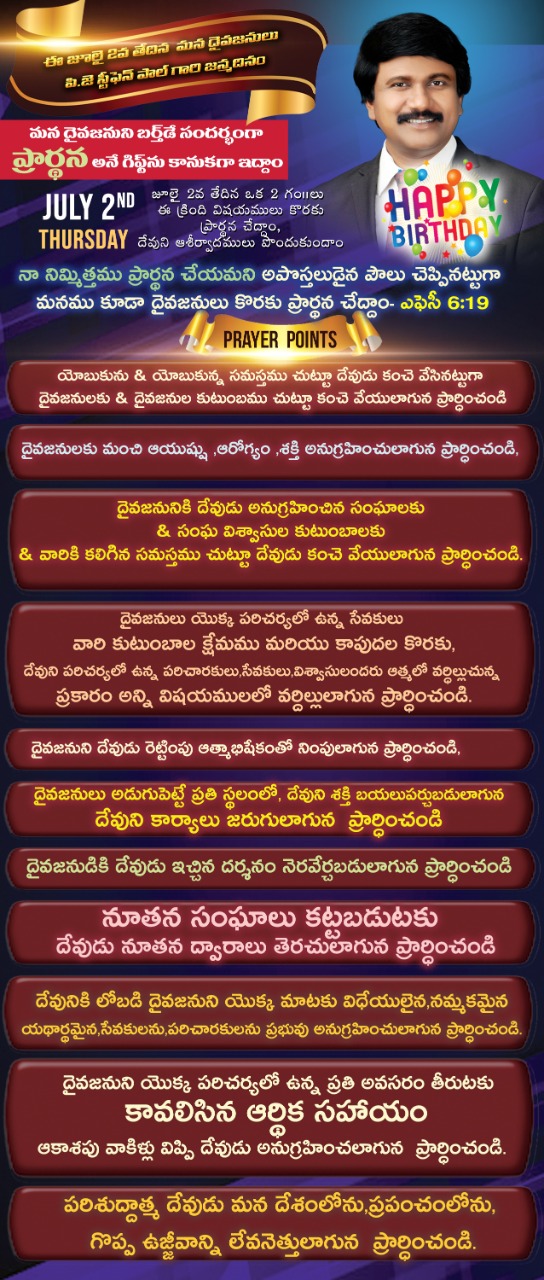 ఈ జూలై 2వ తేదిన మన దైవజనులు
పి.జె స్టీఫెన్ పాల్ గారి జన్మదినం
మన దైవజనుని బర్త్‌డే సందర్భంగా
ప్రార్థన అనే గిఫ్ట్‌ను కానుకగా ఇద్దాం
JULY 2ND
THURSDAY
జూలై 2వ తేదిన ఒక 2 గం॥లు
ఈ క్రింది విషయములు కొరకు
ప్రార్థన చేద్దాం,
దేవుని ఆశీర్వాదములు పొందుకుందాం
HAPPY
BIRTHDAY
నా నిమ్మిత్తము ప్రార్థన చేయమని అపొస్తలుడైన పౌలు చెప్పినట్టుగా
మనము కూడా దైవజనులు కొరకు ప్రార్థన చేద్దాం- ఎఫెసీ 6:19
PRAYER POINTS
యోబుకును & యోబుకున్న సమస్తము చుట్టూ దేవుడు కంచె వేసినట్టుగా
దైవజనులకు & దైవజనుల కుటుంబము చుట్టూ కంచె వేయులాగున ప్రార్ధించండి
దైవజనులకు మంచి ఆయుష్షు ,ఆరోగ్యం ,శక్తి అనుగ్రహించులాగున ప్రార్ధించండి,
దైవజనునికి దేవుడు అనుగ్రహించిన సంఘాలకు
& సంఘ విశ్వాసుల కుటుంబాలకు
& వారికి కలిగిన సమస్తము చుట్టూ దేవుడు కంచె వేయులాగున ప్రార్ధించండి.
దైవజనులు యొక్క పరిచర్యలో ఉన్న సేవకులు
వారి కుటుంబాల క్షేమము మరియు కాపుదల కొరకు,
దేవుని పరిచర్యలో ఉన్న పరిచారకులు,సేవకులు,విశ్వాసులందరు ఆత్మలో వర్ధిల్లుచున్న
ప్రకారం అన్ని విషయములలో వర్ధిల్లులాగున ప్రార్ధించండి.
దైవజనుని దేవుడు రెట్టింపు ఆత్మాభిషేకంతో నింపులాగున ప్రార్ధించండి,
దైవజనులు అడుగుపెట్టే ప్రతి స్థలంలో, దేవుని శక్తి బయలుపర్చుబడులాగున
దేవుని కార్యాలు జరుగులాగున ప్రార్ధించండి
దైవజనుడికి దేవుడు ఇచ్చిన దర్శనం నెరవేర్చబడులాగున ప్రార్ధించండి
నూతన సంఘాలు కట్టబడుటకు
దేవుడు నూతన ద్వారాలు తెరచులాగున ప్రార్ధించండి
దేవునికి లోబడి దైవజనుని యొక్క మాటకు విధేయులైన,నమ్మకమైన
యథార్థమైన,సేవకులను,పరిచారకులను ప్రభువు అనుగ్రహించులాగున ప్రార్ధించండి.
దైవజనుని యొక్క పరిచర్యలో ఉన్న ప్రతి అవసరం తీరుటకు
కావలిసిన ఆర్థిక సహాయం
ఆకాశపు వాకిళ్లు విప్పి దేవుడు అనుగ్రహించలాగున ప్రార్ధించండి.
పరిశుద్ధాత్మ దేవుడు మన దేశంలోను,ప్రపంచంలోను,
గొప్ప ఉజ్జీవాన్ని లేవనెత్తులాగున ప్రార్ధించండి.